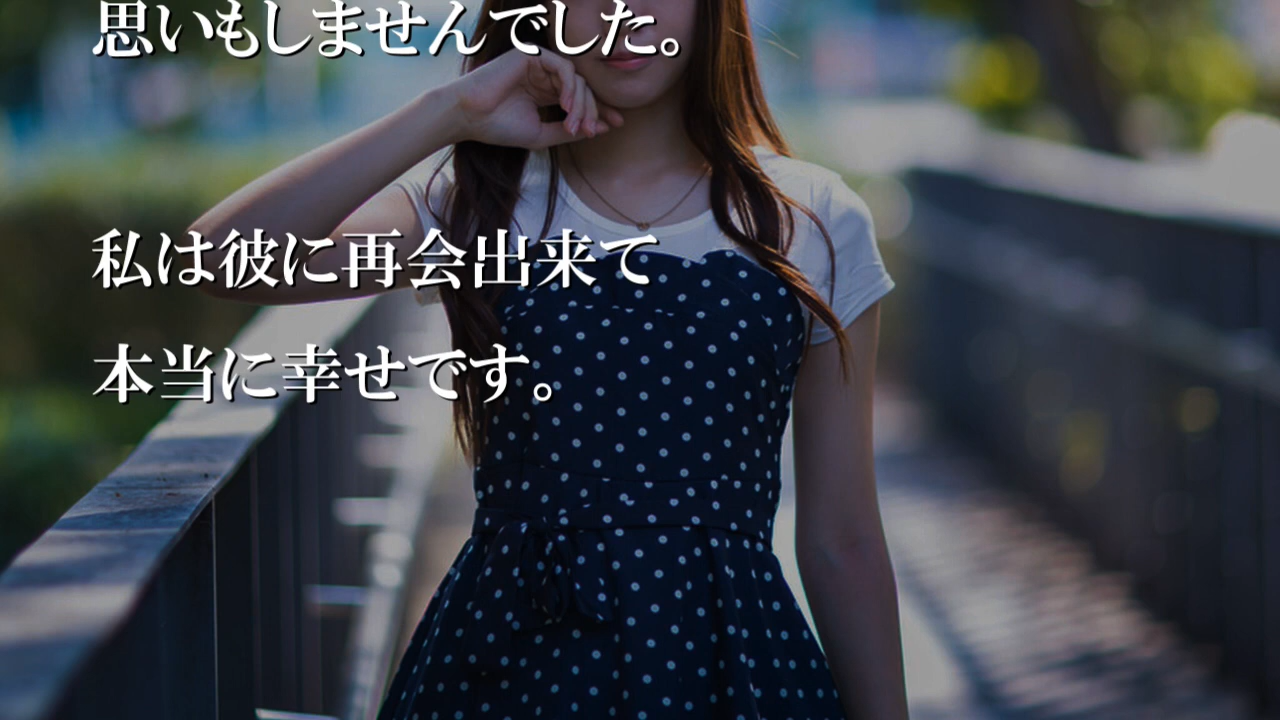 思いもしませんでした。
私は彼に再会出来て
本当に幸せです。